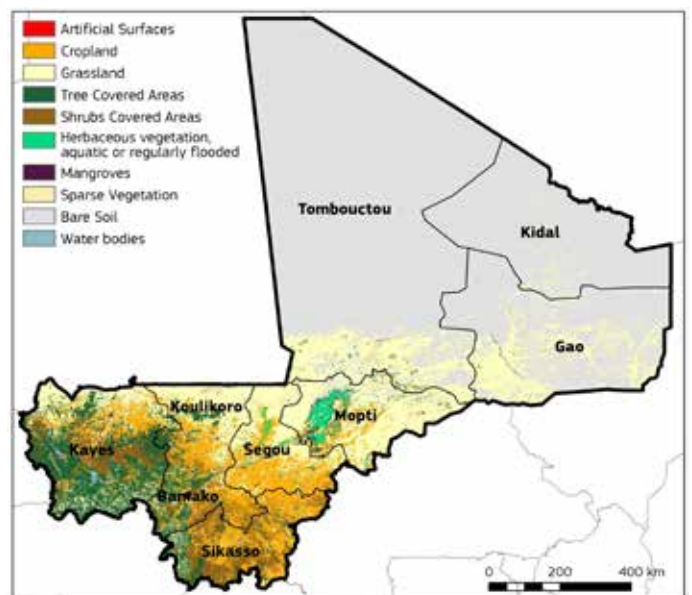 Artificial Surfaces
Cropland
Grassland
Tree Covered Areas
Shrubs Covered Areas
Herbaceous vegetation,
aquatic or regularly flooded
Mangroves
Sparse Vegetation
Bare Soil
Water bodies
Tombouctou
Kidal
Gao
Koulikoro
Mopti
Kayes
Segou
Bamako
Sikasso
0 200 400 km